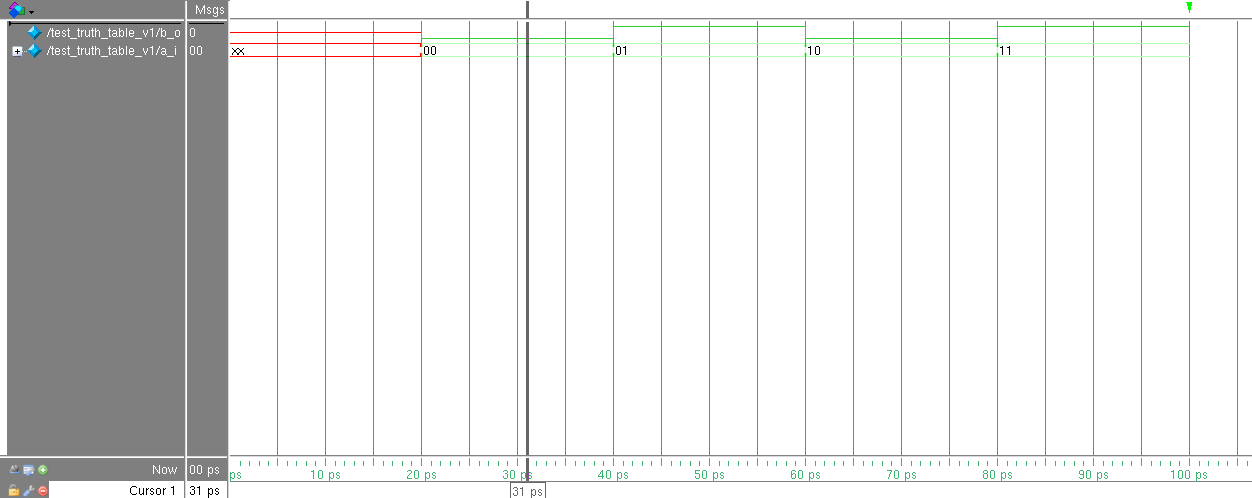 Msgs
/test_truth_table_v1/b_o 0
/test_truth_table_v1/a_i 00 xx 00 01 10 11
Now 00 ps ps 10 ps 20 ps 30 ps 40 ps 50 ps 60 ps 70 ps 80 ps 90 ps 100 ps
Cursor 1 31 ps 31 ps